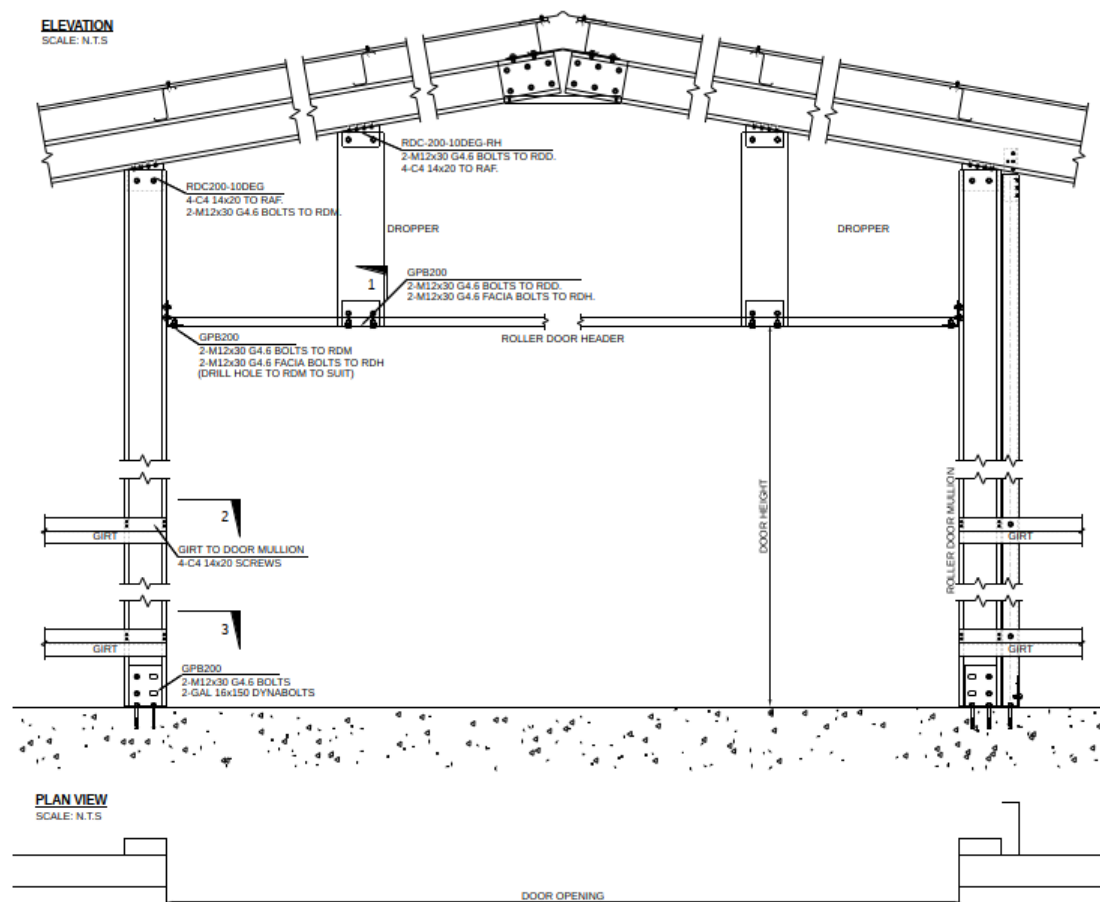 ELEVATION
SCALE: N.T.S
RDC-200-10DEG-RH
2-M12x30 G4.6 BOLTS TO RDD.
4-C4 14x20 TO RAF.
RDC200-10DEG
4-C4 14x20 TO RAF.
2-M12x30 G4.6 BOLTS TO RDM.
DROPPER
DROPPER
1
GPB200
2-M12x30 G4.6 BOLTS TO RDD.
2-M12x30 G4.6 FACIA BOLTS TO RDH.
ROLLER DOOR HEADER
GPB200
2-M12x30 G4.6 BOLTS TO RDM
2-M12x30 G4.6 FACIA BOLTS TO RDH
(DRILL HOLE TO RDM TO SUIT)
DOOR HEIGHT
ROLLER DOOR MULLION
2
GIRT
GIRT
GIRT TO DOOR MULLION
4-C4 14x20 SCREWS
3
GIRT
GIRT
GPB200
2-M12x30 G4.6 BOLTS
2-GAL 16x150 DYNABOLTS
PLAN VIEW
SCALE: N.T.S
DOOR OPENING